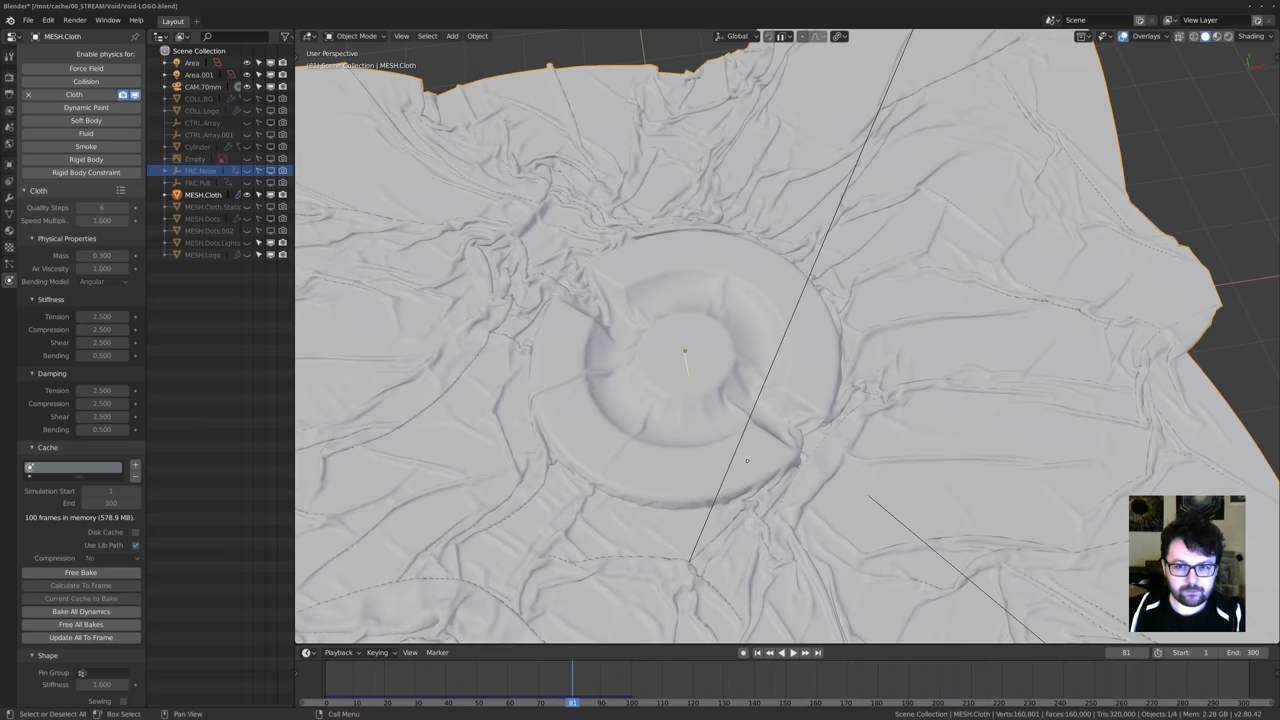 Blender* [/mnt/cache/00_STREAM/Void/Void-LOGO.blend]
File Edit Render Window Help Layout Scene View Layer
MESH.Cloth
Object Mode View Select Add Object Global Overlays Shading
Enable physics for:
Force Field
Collision
Cloth
Dynamic Paint
Soft Body
Fluid
Smoke
Rigid Body
Rigid Body Constraint
Cloth
Quality Steps 6
Speed Multipli.. 1.000
Physical Properties
Mass 0.300
Air Viscosity 1.000
Bending Model Angular
Stiffness
Tension 2.500
Compression 2.500
Shear 2.500
Bending 0.500
Damping
Tension 2.500
Compression 2.500
Shear 2.500
Bending 0.500
Cache
Simulation Start 1
End 300
100 frames in memory (578.9 MB).
Disk Cache
Use Lib Path
Compression No
Free Bake
Calculate To Frame
Current Cache to Bake
Bake All Dynamics
Free All Bakes
Update All To Frame
Shape
Pin Group
Stiffness 1.000
Sewing
Scene Collection
Area
Area.001
CAM.70mm
COLL.BG
COLL.Logo
CTRL.Array
CTRL.Array.001
Cylinder
Empty
FRC.Noise
FRC.Pull
MESH.Cloth
MESH.Cloth.Static
MESH.Dots
MESH.Dots.002
MESH.Dots.Lights
MESH.Logo
User Perspective
(81) Scene Collection | MESH.Cloth
Playback Keying View Marker 81 Start: 1 End: 300
0 10 20 30 40 50 60 70 81 90 100 110 120 130 140 150 160 170 180 190 200 210 220 230 240 250 260 270 280 290 300
Select or Deselect All Box Select Pan View Call Menu Scene Collection | MESH.Cloth | Verts:160,801 | Faces:160,000 | Tris:320,000 | Objects:1/4 | Mem: 2.28 GB | v2.80.42